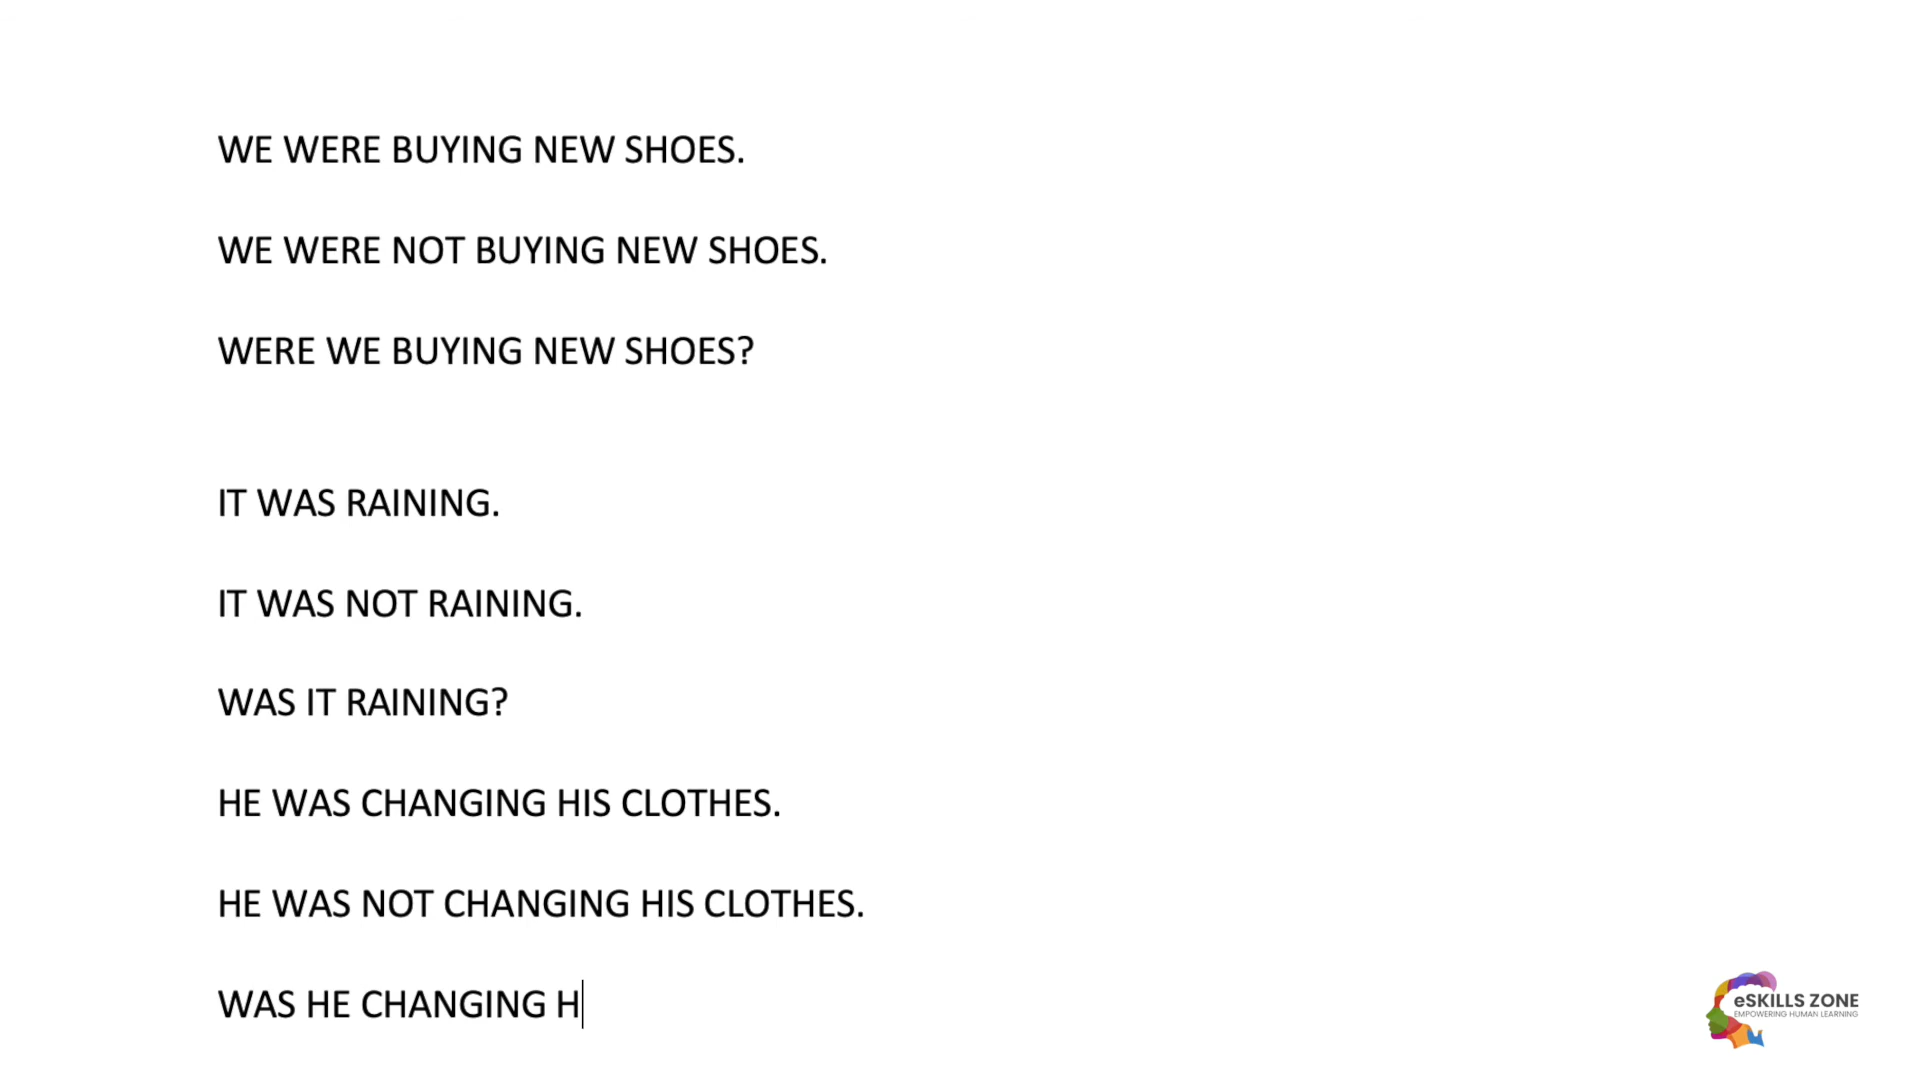 WE WERE BUYING NEW SHOES.
WE WERE NOT BUYING NEW SHOES.
WERE WE BUYING NEW SHOES?
IT WAS RAINING.
IT WAS NOT RAINING.
WAS IT RAINING?
HE WAS CHANGING HIS CLOTHES.
HE WAS NOT CHANGING HIS CLOTHES.
WAS HE CHANGING H
eSKILLS ZONE
EMPOWERING HUMAN LEARNING